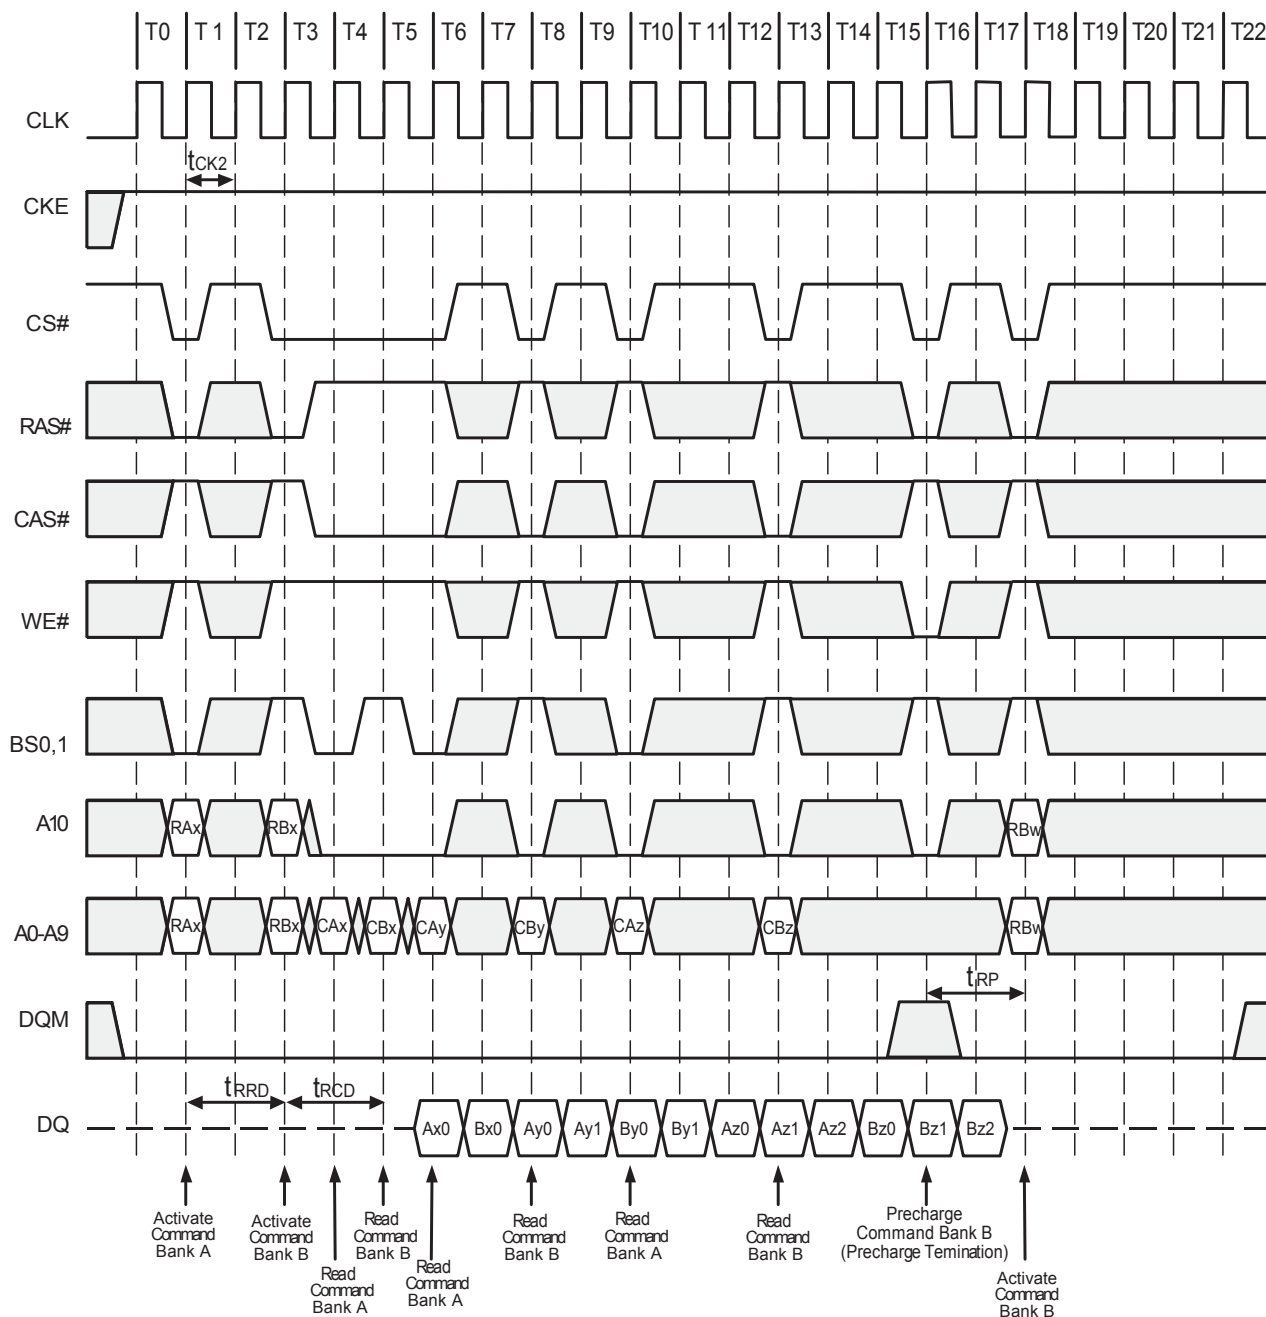 T0 T 1 T2 T3 T4 T5 T6 T7 T8 T9 T10 T 11 T12 T13 T14 T15 T16 T17 T18 T19 T20 T21 T22
CLK
tCK2
CKE
CS#
RAS#
CAS#
WE#
BS0,1
A10
RAx RBx RBw
A0-A9
RAx RBx CAx CBx CAy CBy CAz CBz RBw
tRP
DQM
tRRD tRCD
DQ
Ax0 Bx0 Ay0 Ay1 By0 By1 Az0 Az1 Az2 Bz0 Bz1 Bz2
Activate
Command
Bank A
Activate
Command
Bank B
Read
Command
Bank A
Read
Command
Bank B
Read
Command
Bank A
Read
Command
Bank B
Read
Command
Bank A
Read
Command
Bank B
Precharge
Command Bank B
(Precharge Temination)
Activate
Command
Bank B